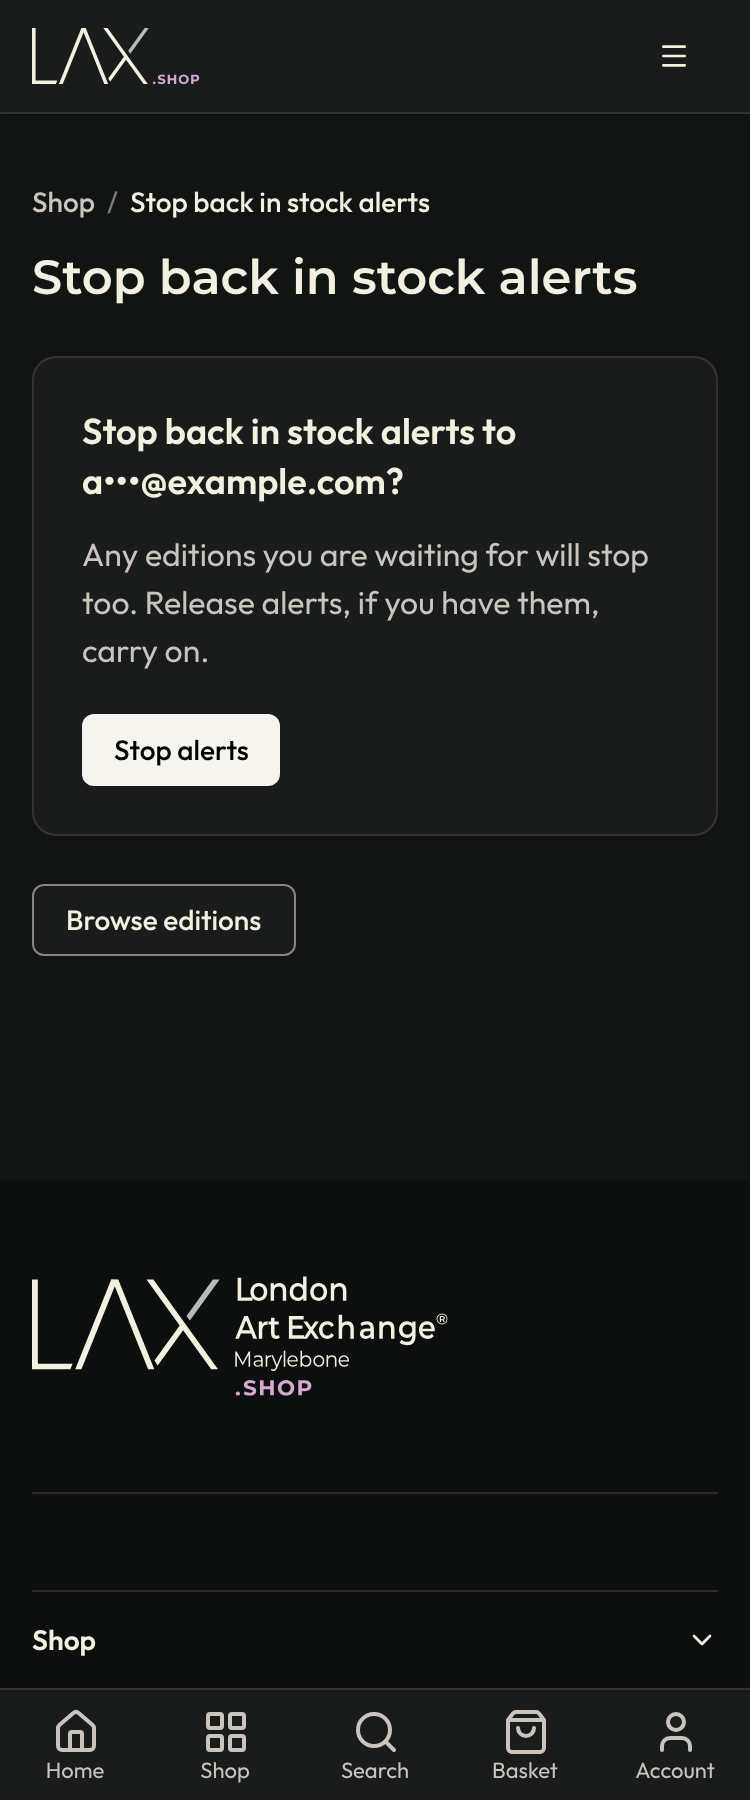 LAX .SHOP
Shop / Stop back in stock alerts
Stop back in stock alerts
Stop back in stock alerts to
a•••@example.com?
Any editions you are waiting for will stop
too. Release alerts, if you have them,
carry on.
Stop alerts
Browse editions
LAX London
Art Exchange®
Marylebone
.SHOP
Shop
Home Shop Search Basket Account